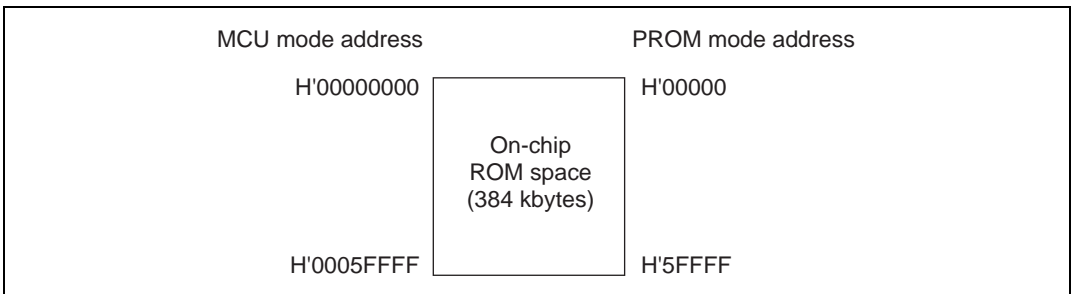 MCU mode address PROM mode address
H'00000000 H'00000
On-chip
ROM space
(384 kbytes)
H'0005FFFF H'5FFFF